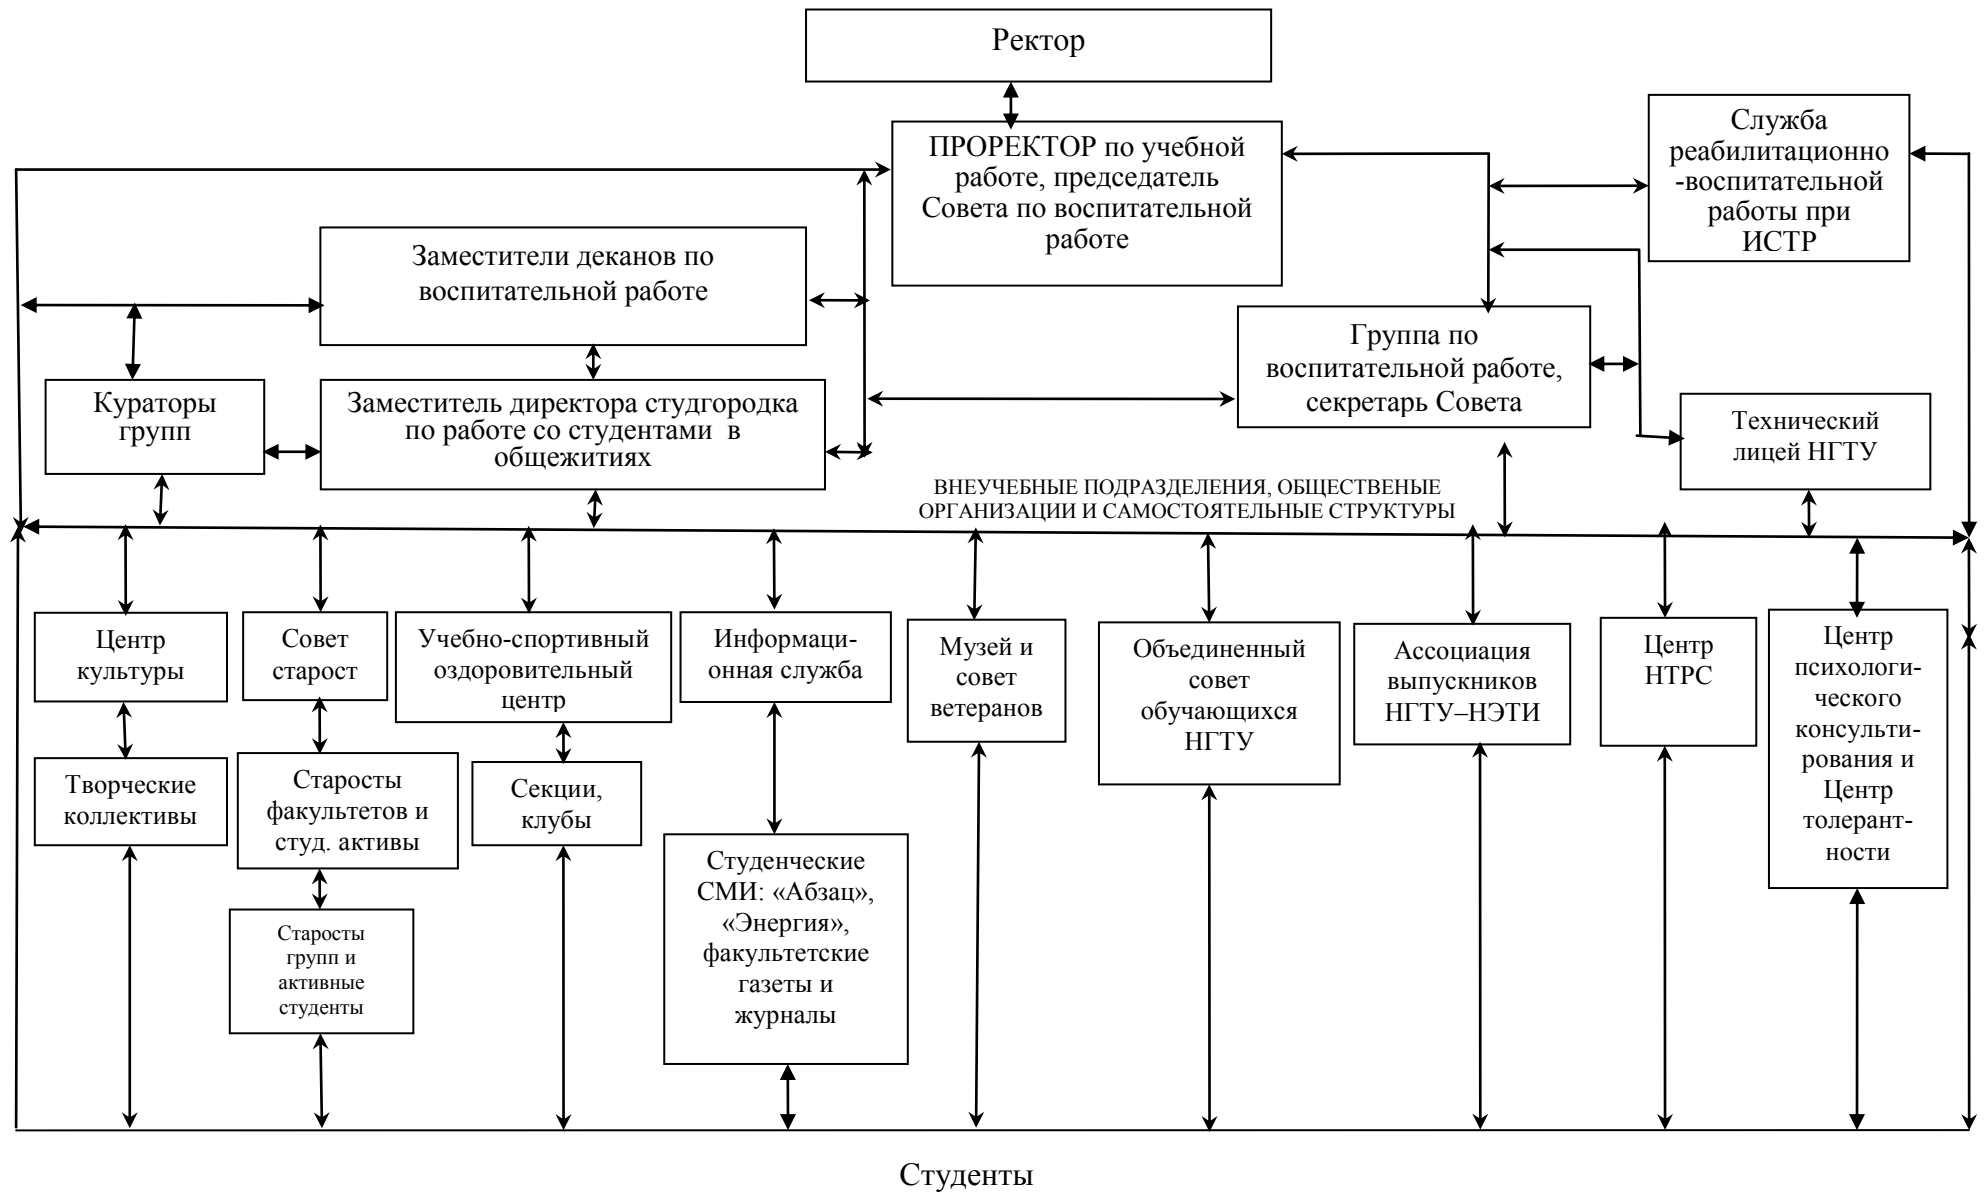 Ректор
ПРОРЕКТОР по учебной
работе, председатель
Совета по воспитательной
работе
Служба
реабилитационно
-воспитательной
работы при
ИСТР
Заместители деканов по
воспитательной работе
Группа по
воспитательной работе,
секретарь Совета
Кураторы
групп
Заместитель директора студгородка
по работе со студентами в
общежитиях
Технический
лицей НГТУ
ВНЕУЧЕБНЫЕ ПОДРАЗДЕЛЕНИЯ, ОБЩЕСТВЕНЫЕ
ОРГАНИЗАЦИИ И САМОСТОЯТЕЛЬНЫЕ СТРУКТУРЫ
Центр
культуры
Совет
старост
Учебно-спортивный
оздоровительный
центр
Информаци-
онная служба
Музей и
совет
ветеранов
Объединенный
совет
обучающихся
НГТУ
Ассоциация
выпускников
НГТУ–НЭТИ
Центр
НТРС
Центр
психологи-
ческого
консульти-
рования и
Центр
толерант-
ности
Творческие
коллективы
Старосты
факультетов и
студ. активы
Секции,
клубы
Студенческие
СМИ: «Абзац»,
«Энергия»,
факультетские
газеты и
журналы
Старосты
групп и
активные
студенты
Студенты